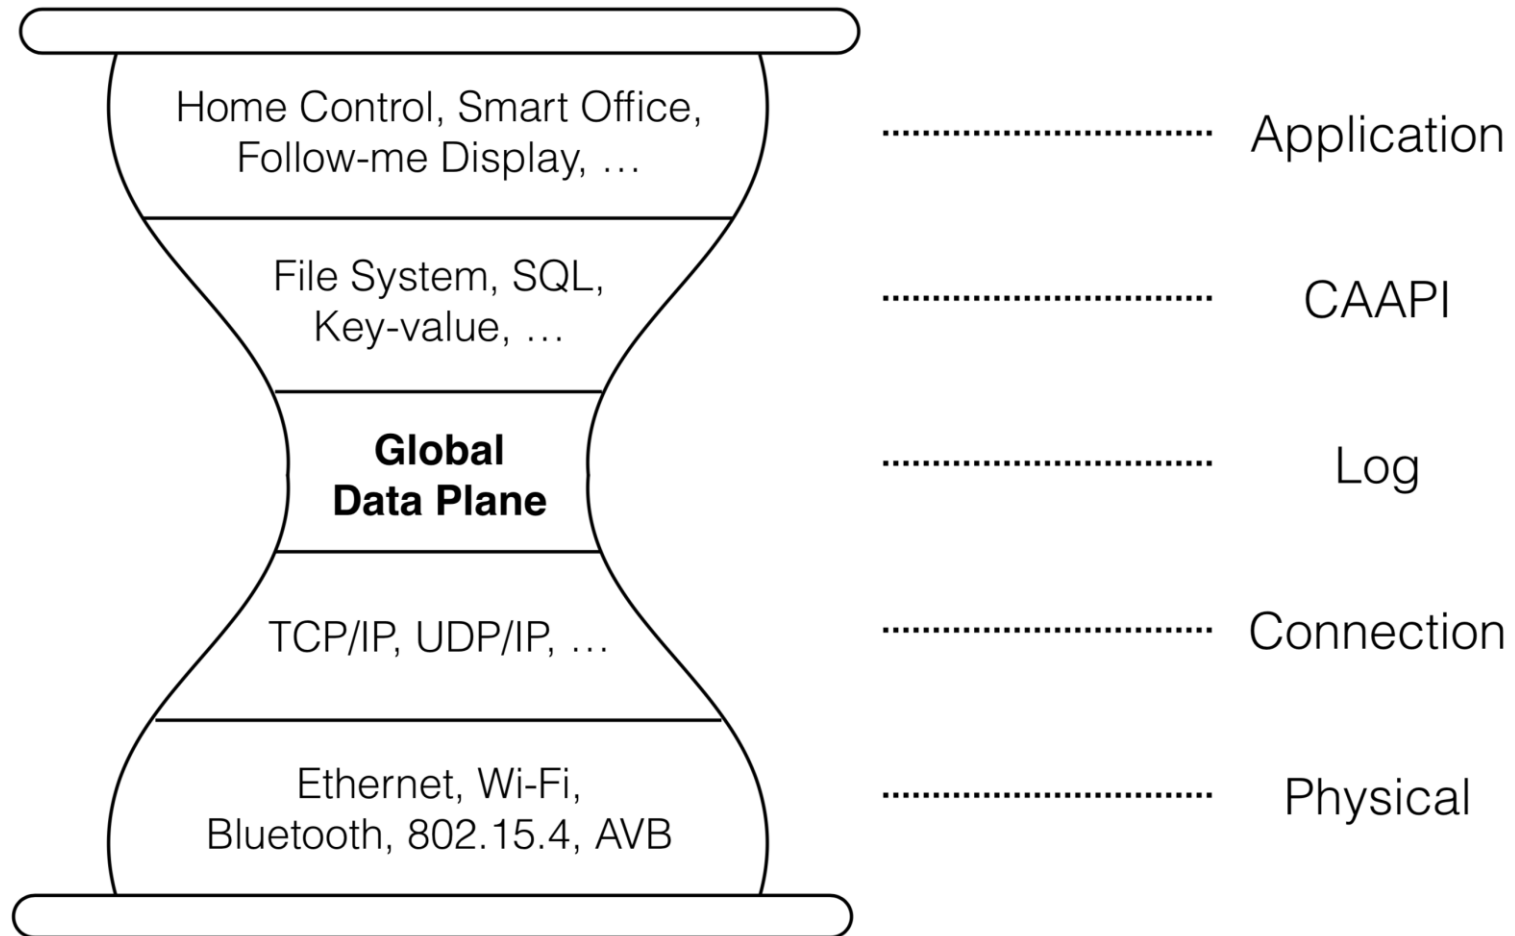 Home Control, Smart Office,
Follow-me Display, …
Application
File System, SQL,
Key-value, …
CAAPI
Global
Data Plane
Log
TCP/IP, UDP/IP, …
Connection
Ethernet, Wi-Fi,
Bluetooth, 802.15.4, AVB
Physical